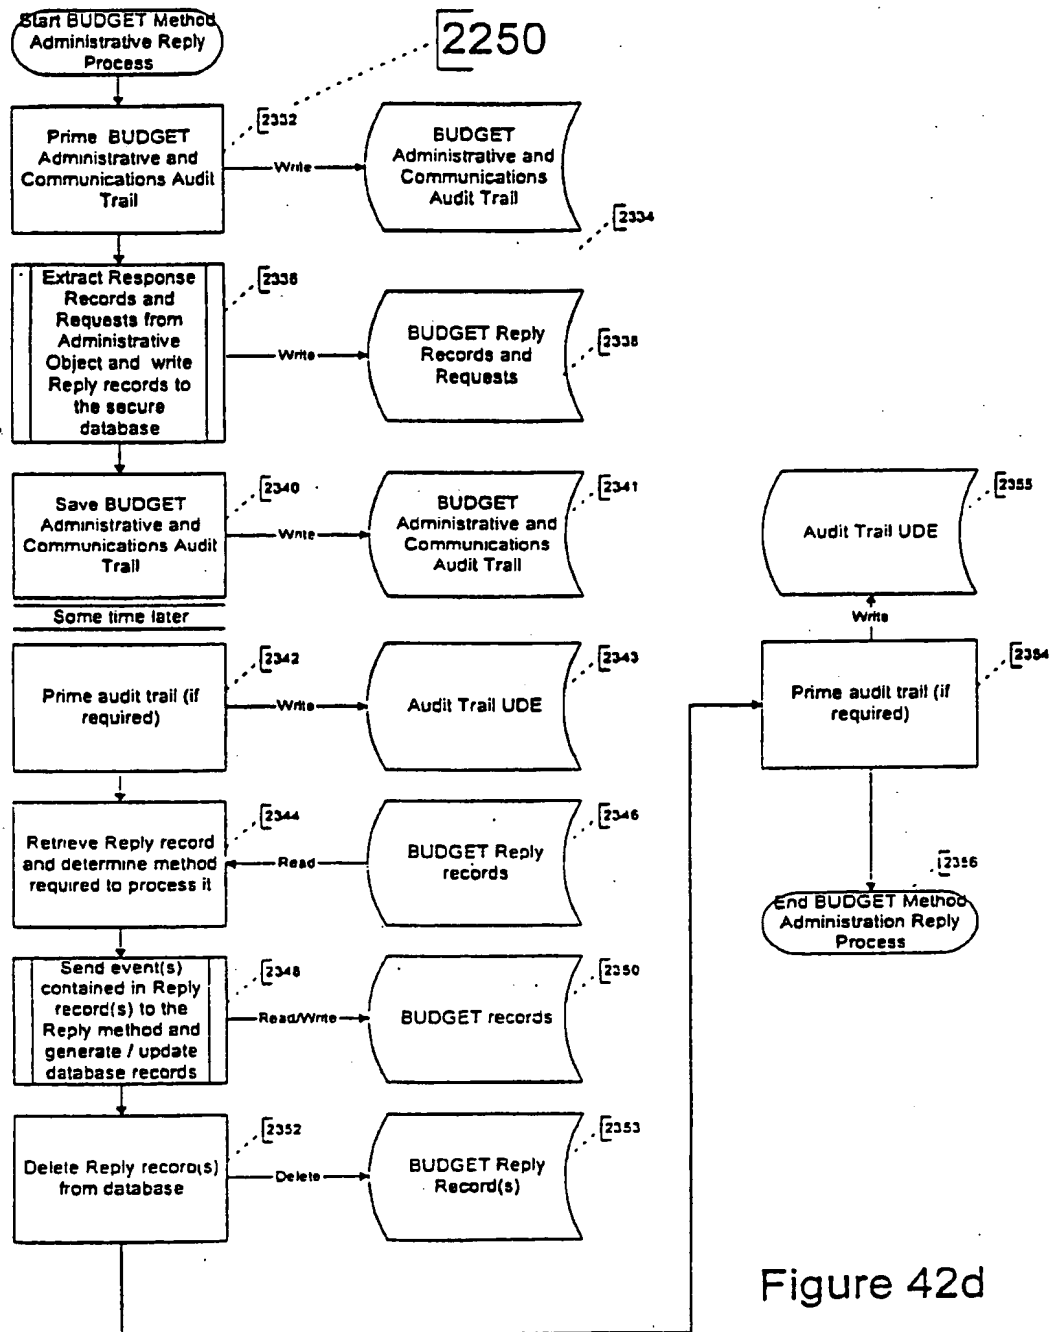 Start BUDGET Method
Administrative Reply
Process
2250
Prime BUDGET
Administrative and
Communications Audit
Trail
2332
Write
BUDGET
Administrative and
Communications
Audit Trail
2334
Extract Response
Records and
Requests from
Administrative
Object and write
Reply records to
the secure
database
2336
Write
BUDGET Reply
Records and
Requests
2338
Save BUDGET
Administrative and
Communications Audit
Trail
2340
Write
BUDGET
Administrative and
Communications
Audit Trail
2341
Some time later
Prime audit trail (if
required)
2342
Write
Audit Trail UDE
2343
Retrieve Reply record
and determine method
required to process it
2344
Read
BUDGET Reply
records
2346
Send event(s)
contained in Reply
record(s) to the
Reply method and
generate / update
database records
2348
Read/Write
BUDGET records
2350
Delete Reply record(s)
from database
2352
Delete
BUDGET Reply
Record(s)
2353
Audit Trail UDE
2355
Write
Prime audit trail (if
required)
2354
2356
End BUDGET Method
Administration Reply
Process
Figure 42d